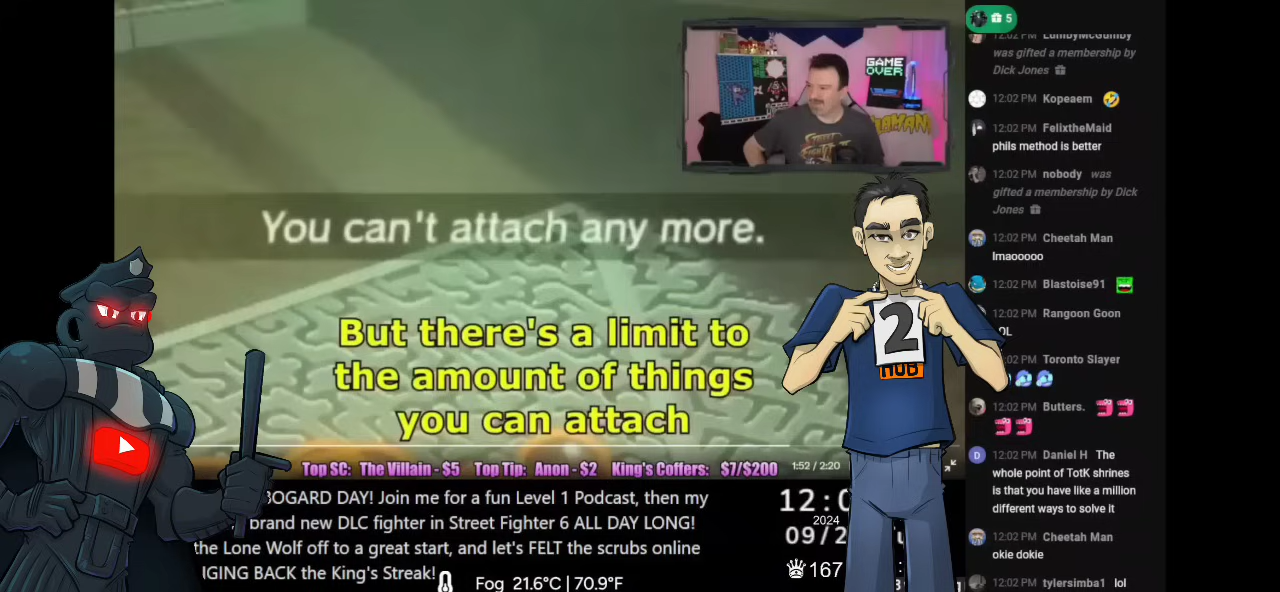 GAME
OVER
You can't attach any more.
But there's a limit to
the amount of things
you can attach
Top SC: The Villain - $5 Top Tip: Anon - $2 King's Coffers: $7/$200
1:52 / 2:20
BOGARD DAY! Join me for a fun Level 1 Podcast, then my
brand new DLC fighter in Street Fighter 6 ALL DAY LONG!
the Lone Wolf off to a great start, and let's FELT the scrubs online
BACK the King's Streak!
Fog 21.6°C | 70.9°F
12:0
2024
09/2
167
2
HUB
5
12:02 PM LumbyMcGumby
was gifted a membership by
Dick Jones
12:02 PM Kopeaem
12:02 PM FelixtheMaid
phils method is better
12:02 PM nobody was
gifted a membership by Dick
Jones
12:02 PM Cheetah Man
lmaooooo
12:02 PM Blastoise91
12:02 PM Rangoon Goon
OL
02 PM Toronto Slayer
12:02 PM Butters.
D 12:02 PM Daniel H The
whole point of TotK shrines
is that you have like a million
different ways to solve it
12:02 PM Cheetah Man
okie dokie
12:02 PM tylersimba1 lol